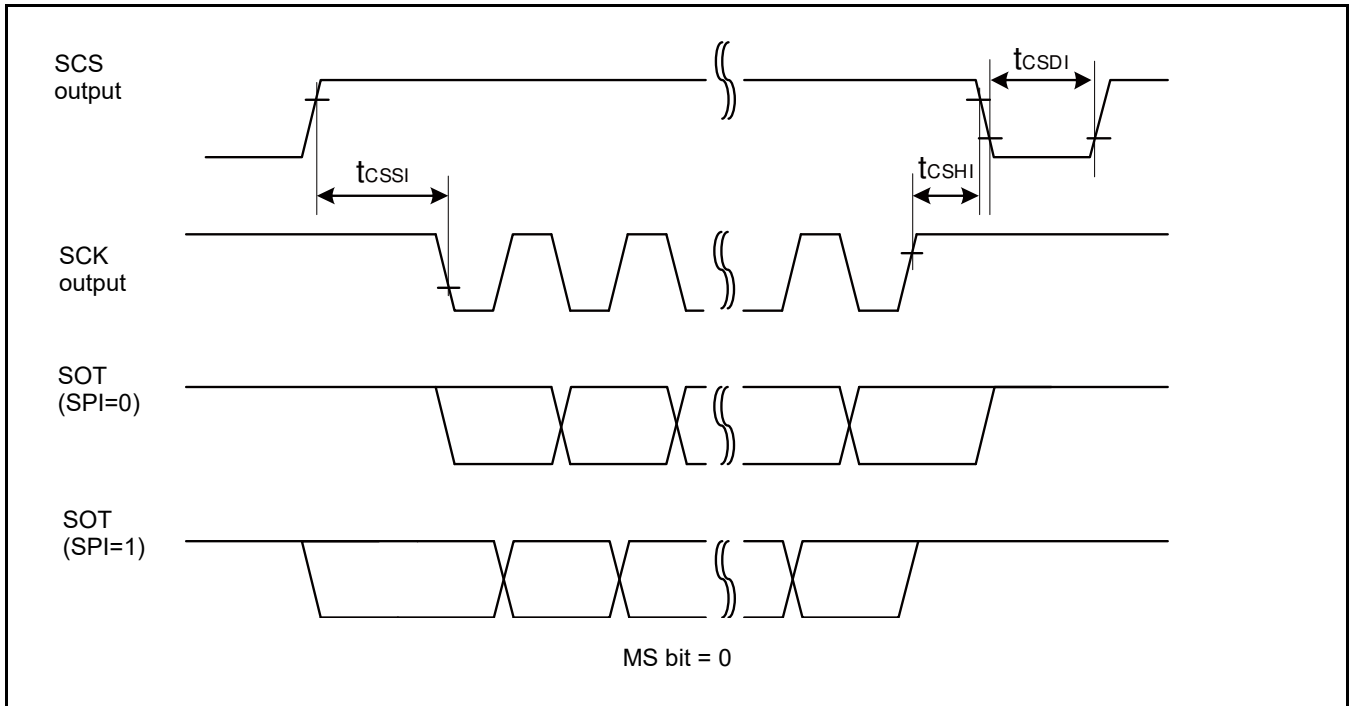 SCS
output
tCSDI
tCSSI
tCSHI
SCK
output
SOT
(SPI=0)
SOT
(SPI=1)
MS bit = 0